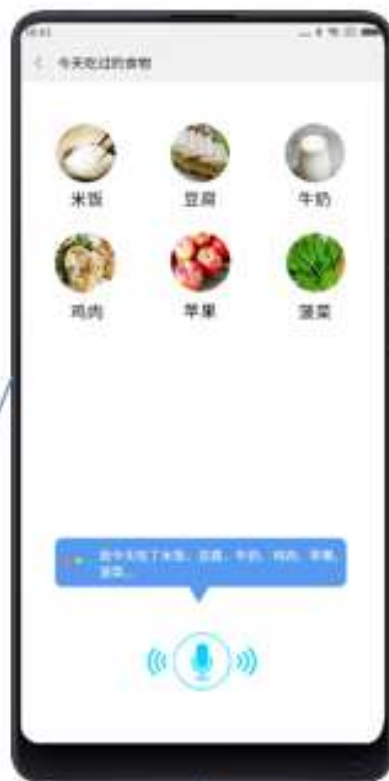 今天吃过的食物
米饭 豆腐 牛奶
鸡肉 苹果 菠菜
我今天吃了米饭、豆腐、牛奶、鸡肉、苹果、
菠菜...